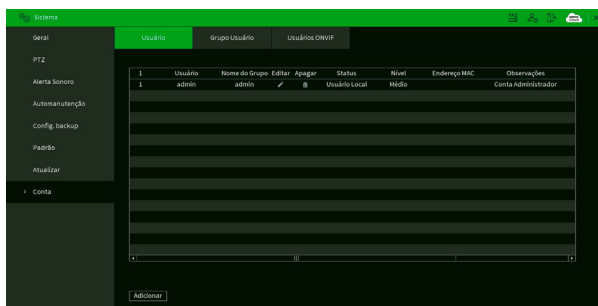 Sistema
Geral
PTZ
Alerta Sonoro
Automanutenção
Config. backup
Padrão
Atualizar
Conta
Usuário Grupo Usuário Usuários ONVIF
1 Usuário Nome do Grupo Editar Apagar Status Nível Endereço MAC Observações
1 admin admin Usuário Local Médio Conta Administrador
Adicionar